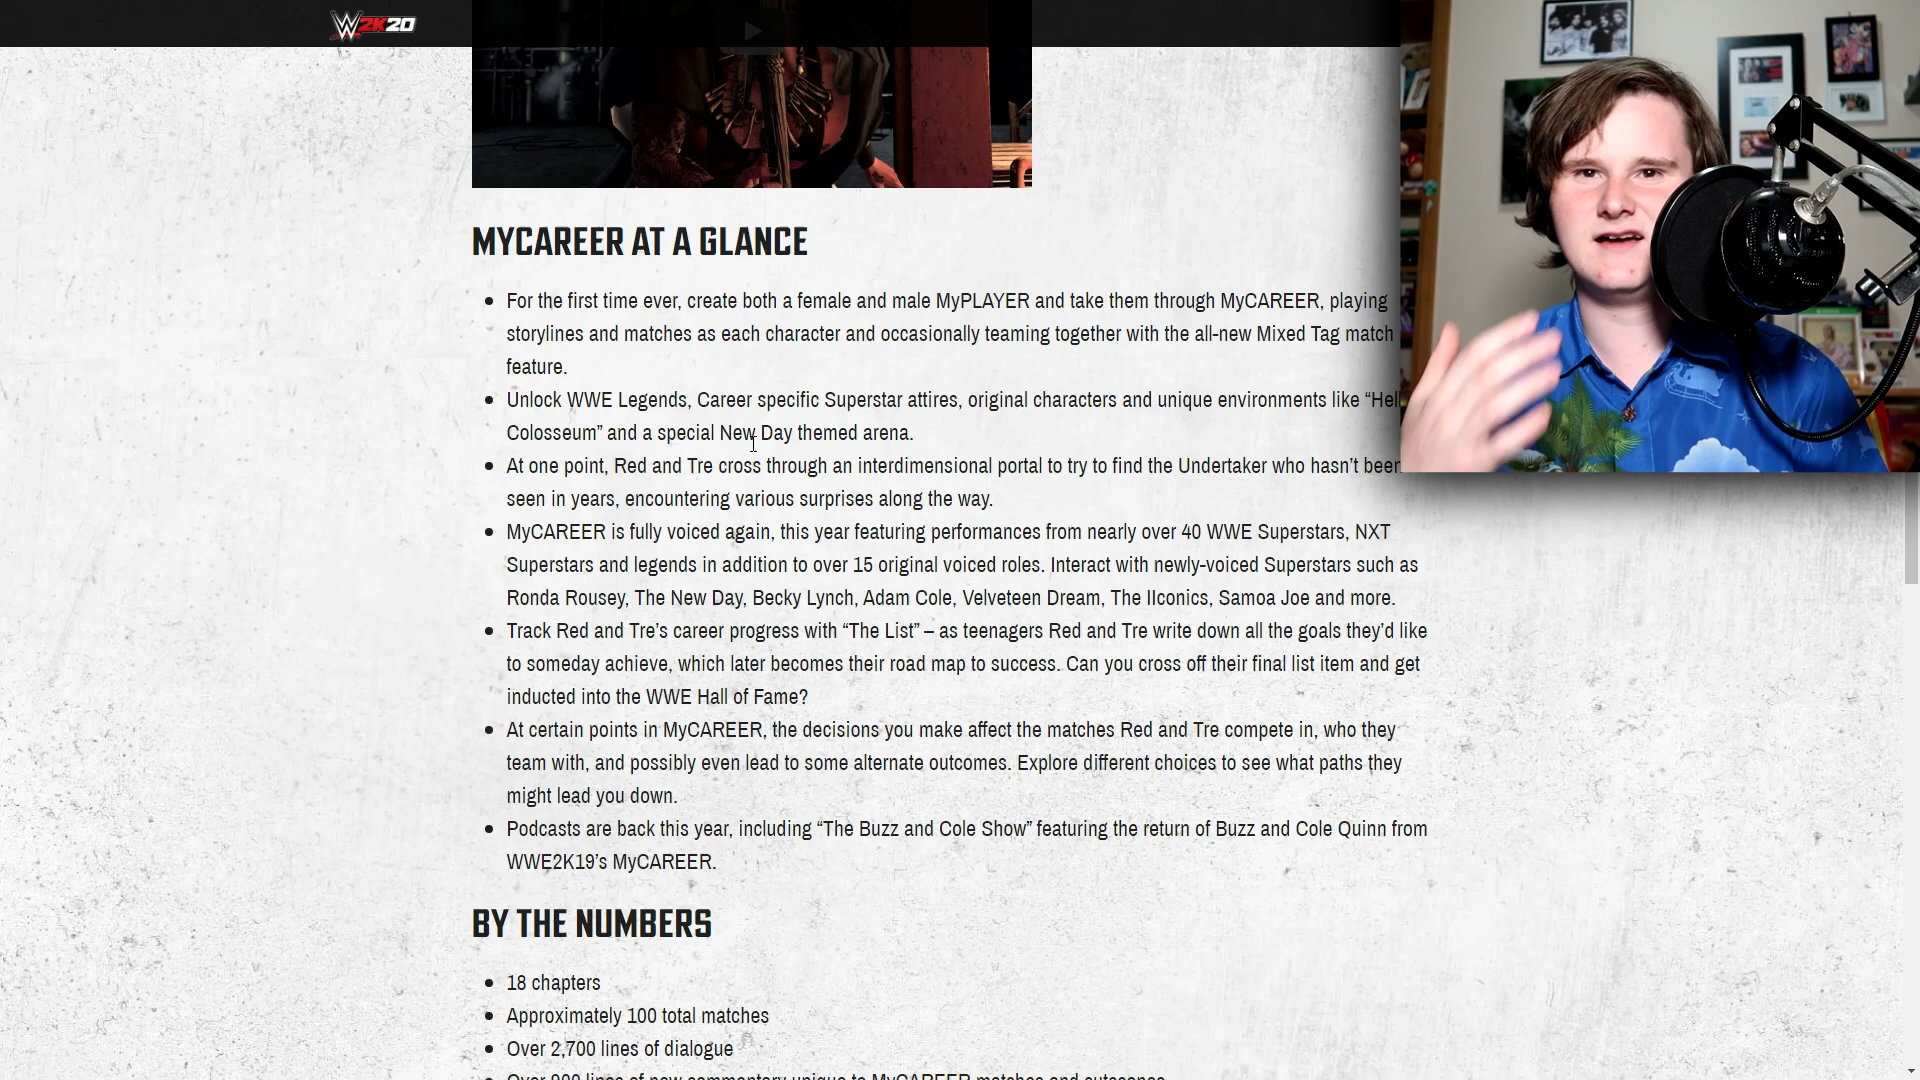 W2K20
MYCAREER AT A GLANCE
For the first time ever, create both a female and male MyPLAYER and take them through MyCAREER, playing
storylines and matches as each character and occasionally teaming together with the all-new Mixed Tag match
feature.
Unlock WWE Legends, Career specific Superstar attires, original characters and unique environments like “Hell
Colosseum” and a special New Day themed arena.
At one point, Red and Tre cross through an interdimensional portal to try to find the Undertaker who hasn’t been
seen in years, encountering various surprises along the way.
MyCAREER is fully voiced again, this year featuring performances from nearly over 40 WWE Superstars, NXT
Superstars and legends in addition to over 15 original voiced roles. Interact with newly-voiced Superstars such as
Ronda Rousey, The New Day, Becky Lynch, Adam Cole, Velveteen Dream, The IIconics, Samoa Joe and more.
Track Red and Tre’s career progress with “The List” – as teenagers Red and Tre write down all the goals they’d like
to someday achieve, which later becomes their road map to success. Can you cross off their final list item and get
inducted into the WWE Hall of Fame?
At certain points in MyCAREER, the decisions you make affect the matches Red and Tre compete in, who they
team with, and possibly even lead to some alternate outcomes. Explore different choices to see what paths they
might lead you down.
Podcasts are back this year, including “The Buzz and Cole Show” featuring the return of Buzz and Cole Quinn from
WWE2K19’s MyCAREER.
BY THE NUMBERS
18 chapters
Approximately 100 total matches
Over 2,700 lines of dialogue
Over 900 lines of new commentary unique to MyCAREER matches and cutscenes